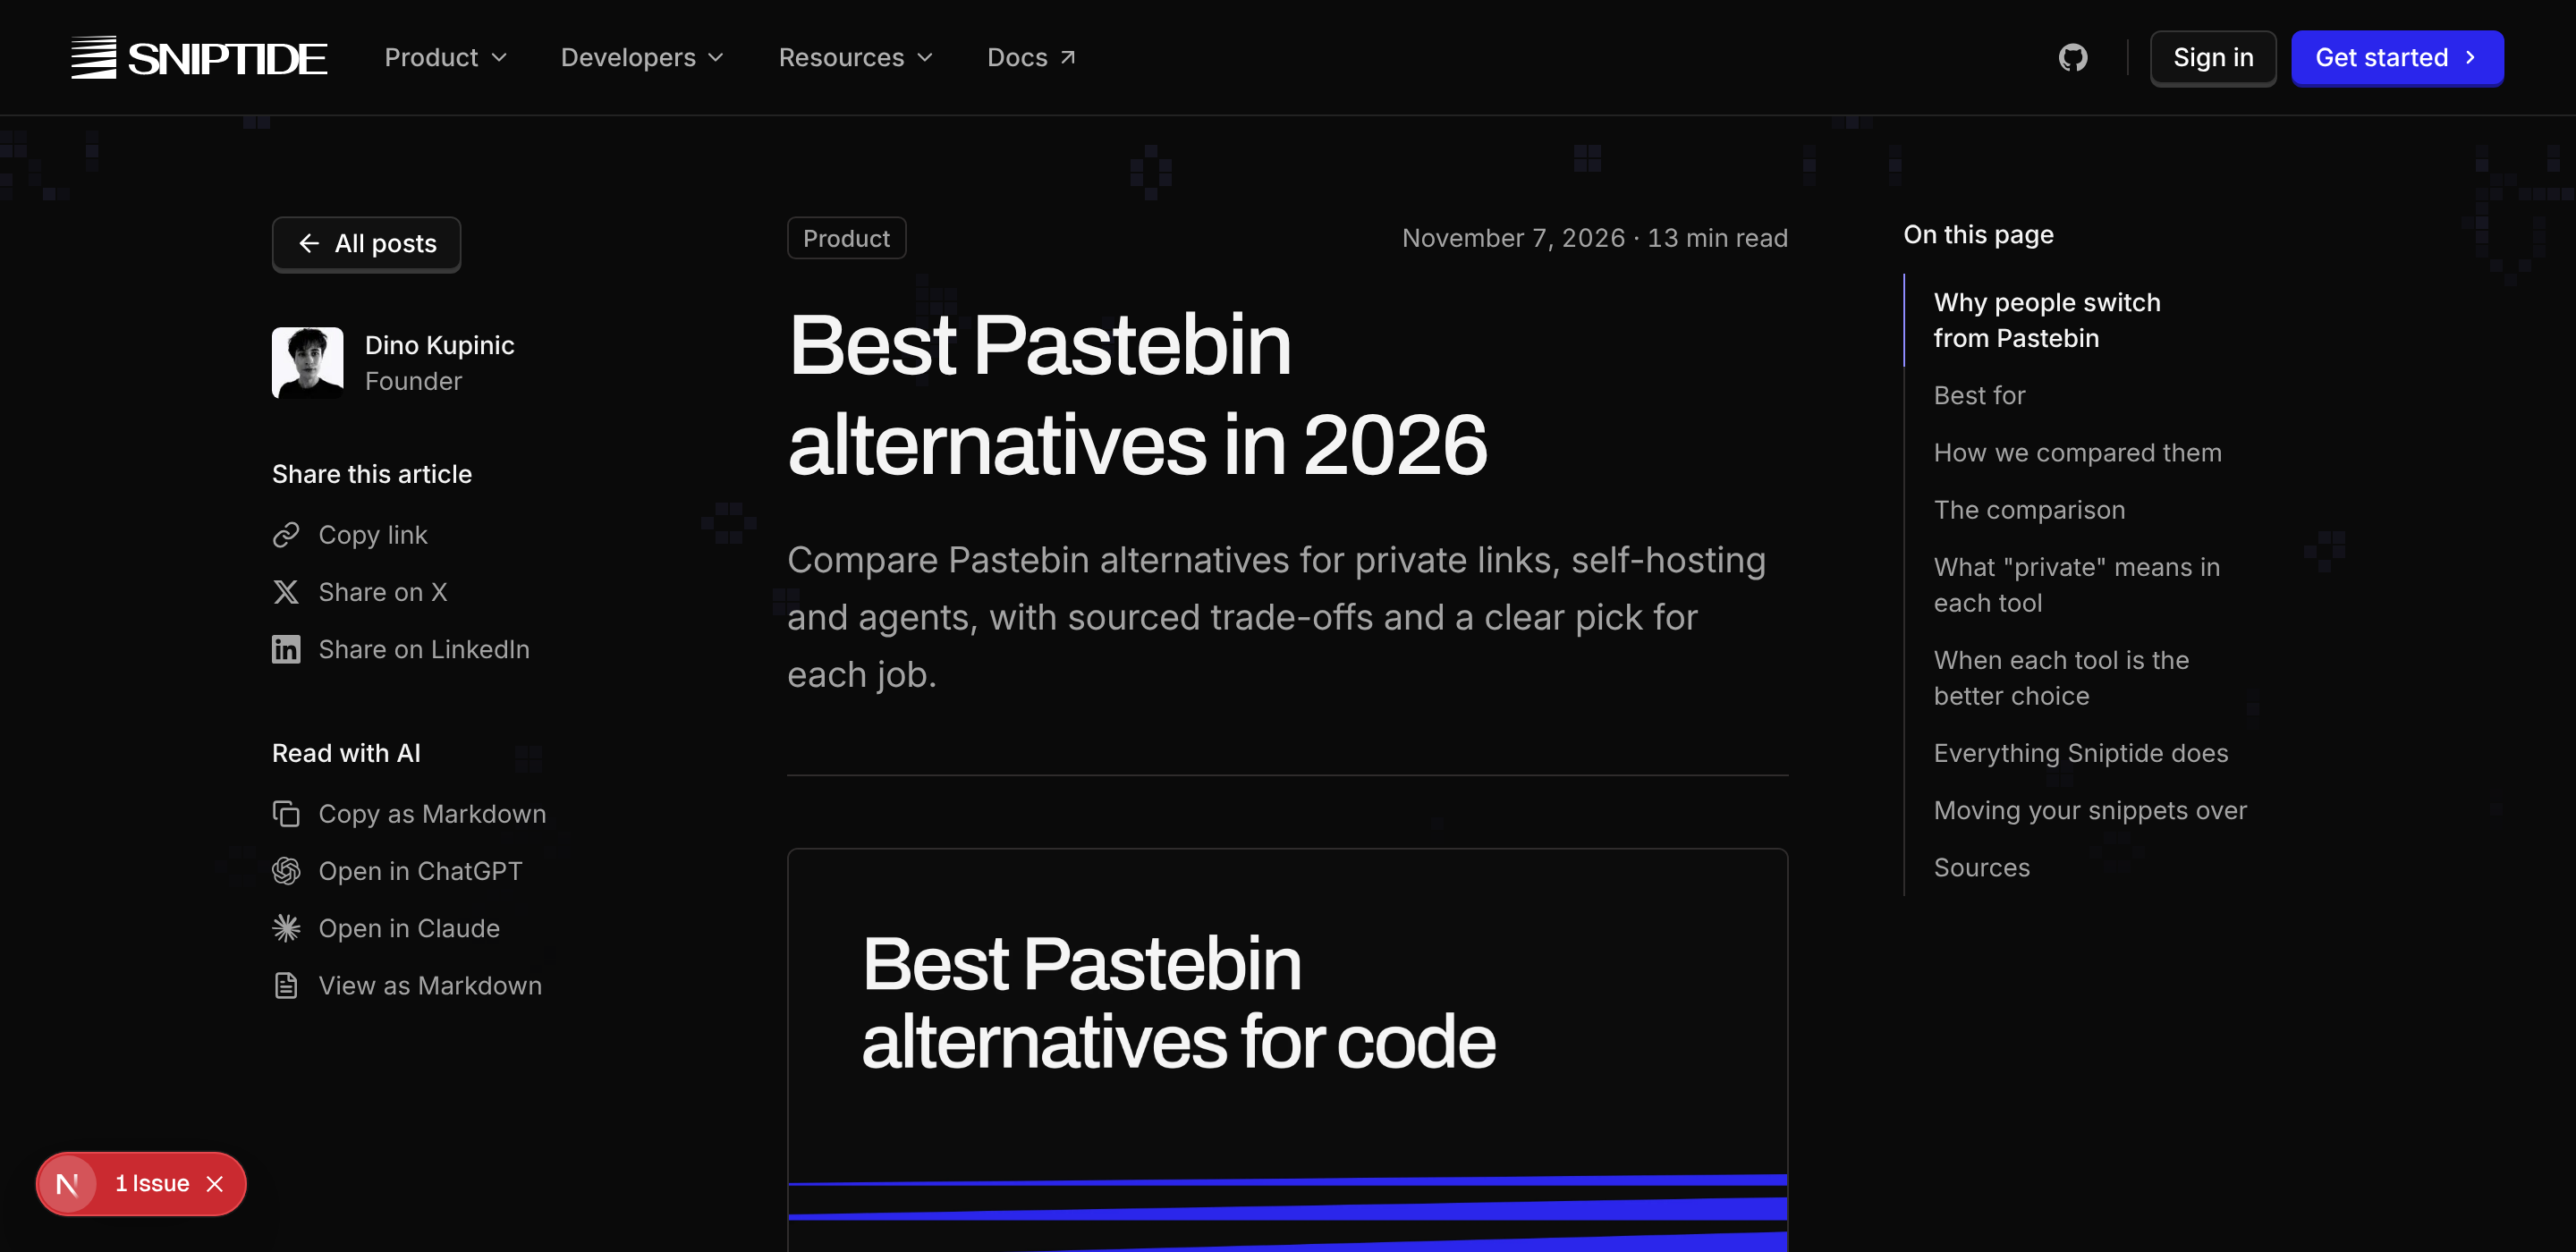 SNIPTIDE
Product
Developers
Resources
Docs
Sign in
Get started
All posts
Dino Kupinic
Founder
Share this article
Copy link
Share on X
Share on LinkedIn
Read with AI
Copy as Markdown
Open in ChatGPT
Open in Claude
View as Markdown
Product
November 7, 2026 · 13 min read
Best Pastebin
alternatives in 2026
Compare Pastebin alternatives for private links, self-hosting
and agents, with sourced trade-offs and a clear pick for
each job.
Best Pastebin
alternatives for code
On this page
Why people switch
from Pastebin
Best for
How we compared them
The comparison
What "private" means in
each tool
When each tool is the
better choice
Everything Sniptide does
Moving your snippets over
Sources
N
1 Issue